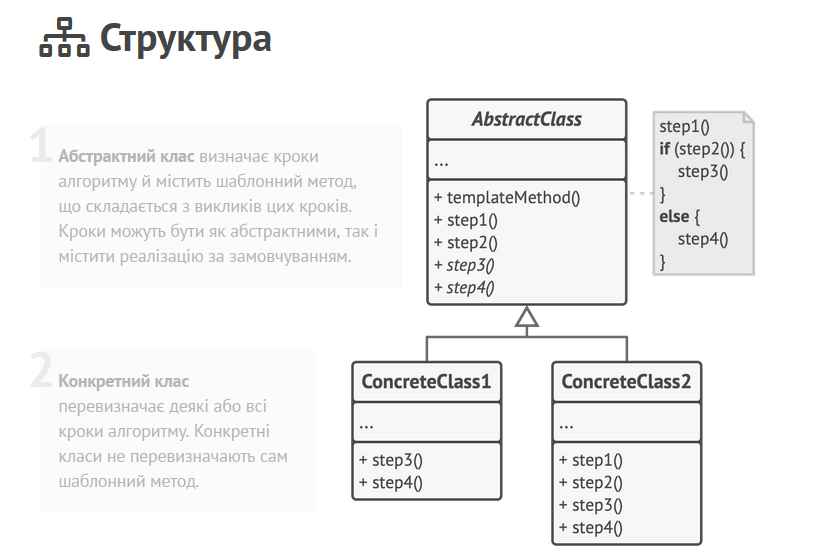 Структура
1
Абстрактний клас визначає кроки
алгоритму й містить шаблонний метод,
що складається з викликів цих кроків.
Кроки можуть бути як абстрактними, так і
містити реалізацію за замовчуванням.
AbstractClass
...
+ templateMethod()
+ step1()
+ step2()
+ step3()
+ step4()
step1()
if (step2()) {
step3()
}
else {
step4()
}
2
Конкретний клас
перевизначає деякі або всі
кроки алгоритму. Конкретні
класи не перевизначають сам
шаблонний метод.
ConcreteClass1
...
+ step3()
+ step4()
ConcreteClass2
...
+ step1()
+ step2()
+ step3()
+ step4()